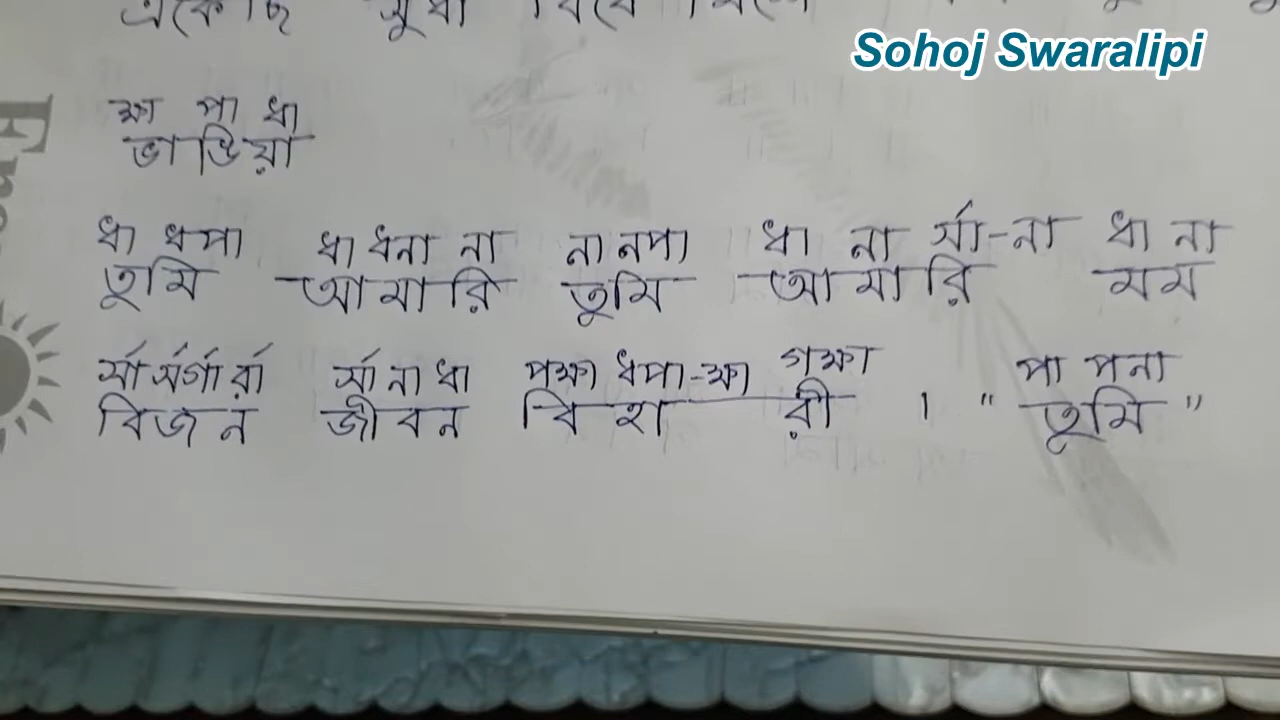 Sohoj Swaralipi
এঁকেছি সুধা বিষে মিশে
ক্ষা পা ধা
ভাঙিয়া
ধা ধপা ধা ধনা না না নপা ধা না র্সা-না ধা না
তুমি আমারি তুমি আমারি মম
র্সা র্সর্গা র্রা র্সা না ধা পক্ষা ধপা-ক্ষা গক্ষা পা পনা
বিজন জীবন বিহারী । "তুমি"